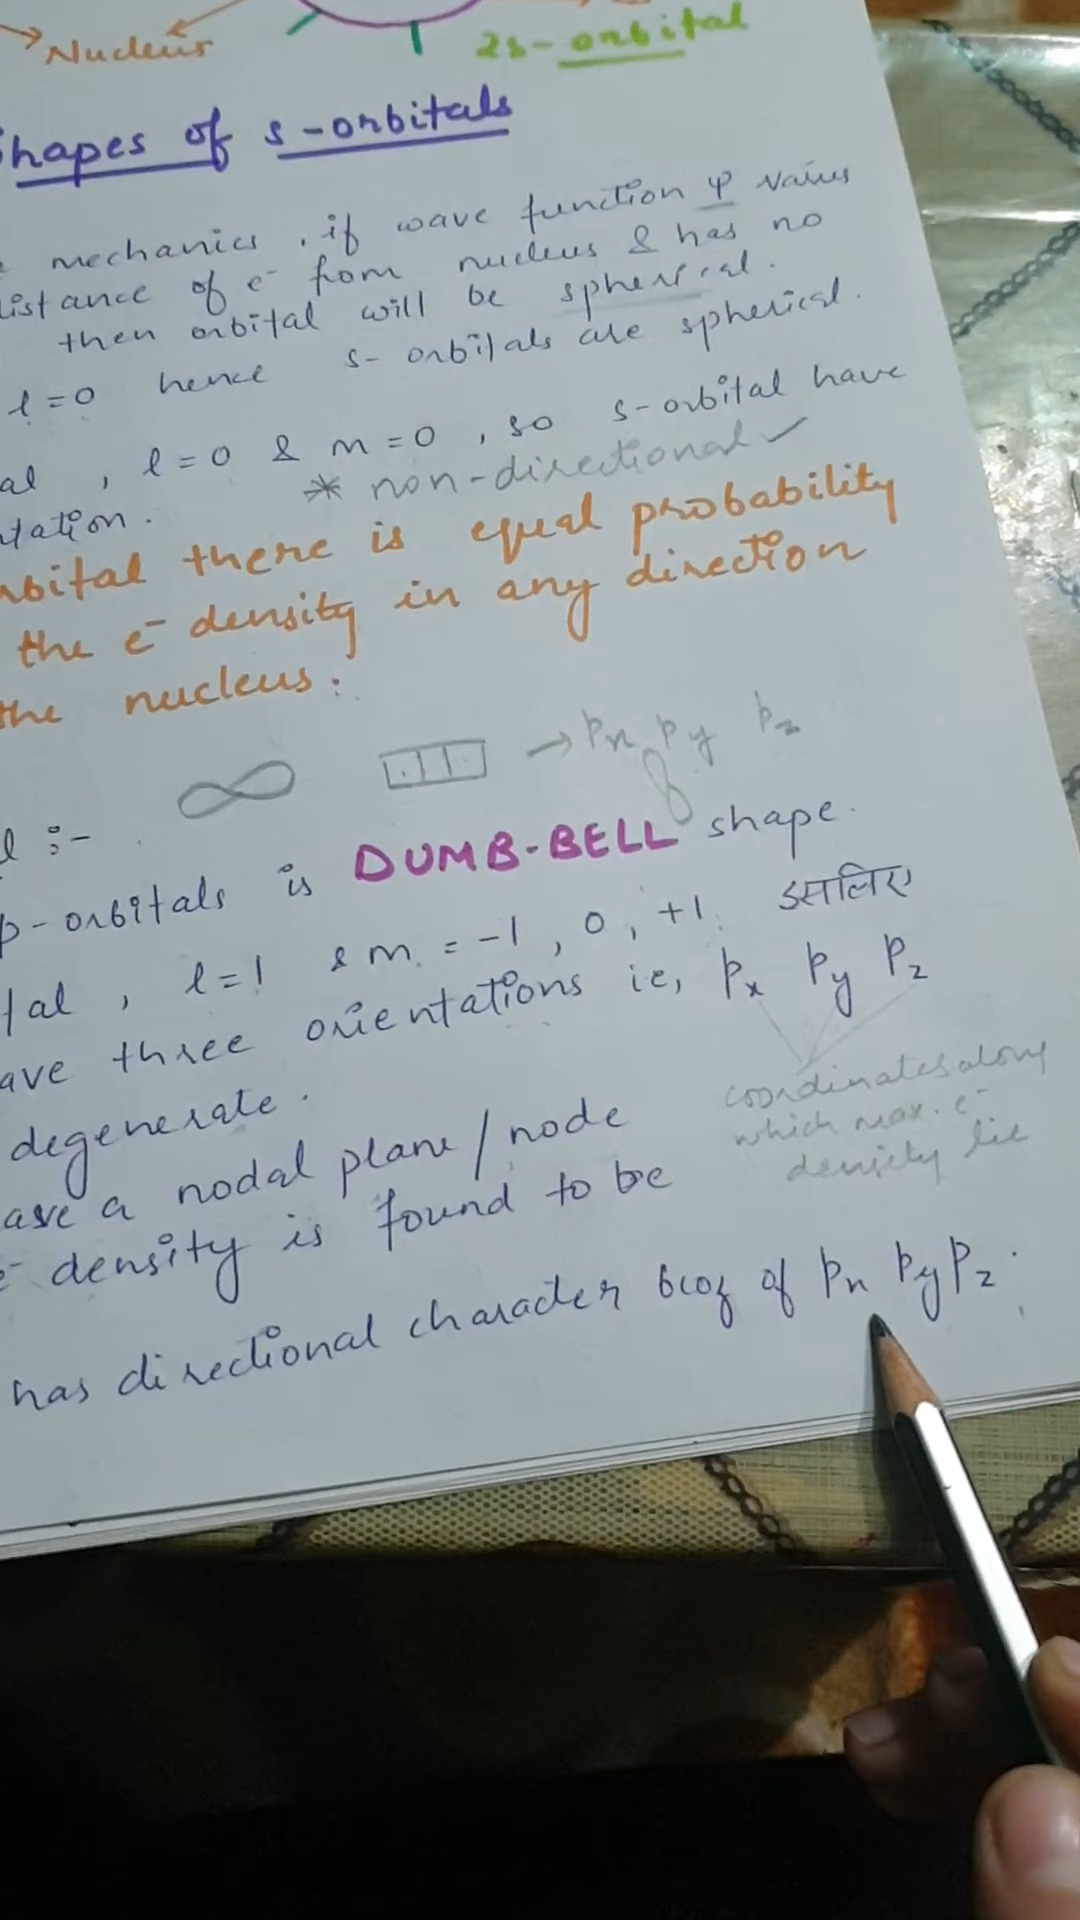 Nucleus
2s-orbital
hapes of s-orbitals
mechanics, if wave function ψ varies
istance of e⁻ from nucleus & has no
then orbital will be spherical.
l=0 hence s-orbitals are spherical.
al, l=0 & m=0, so s-orbital have
* non-directional ✓
ntation.
rbital there is equal probability
the e⁻ density in any direction
the nucleus.
→ Px Py Pz
l :-
p-orbitals is DUMB-BELL shape.
tal, l=1 & m = -1, 0, +1 इसलिए
ave three orientations ie, Px Py Pz
degenerate.
coordinates along
which max. e⁻
density lie
ave a nodal plane/node
e⁻ density is found to be
has directional character bcoz of Px Py Pz.